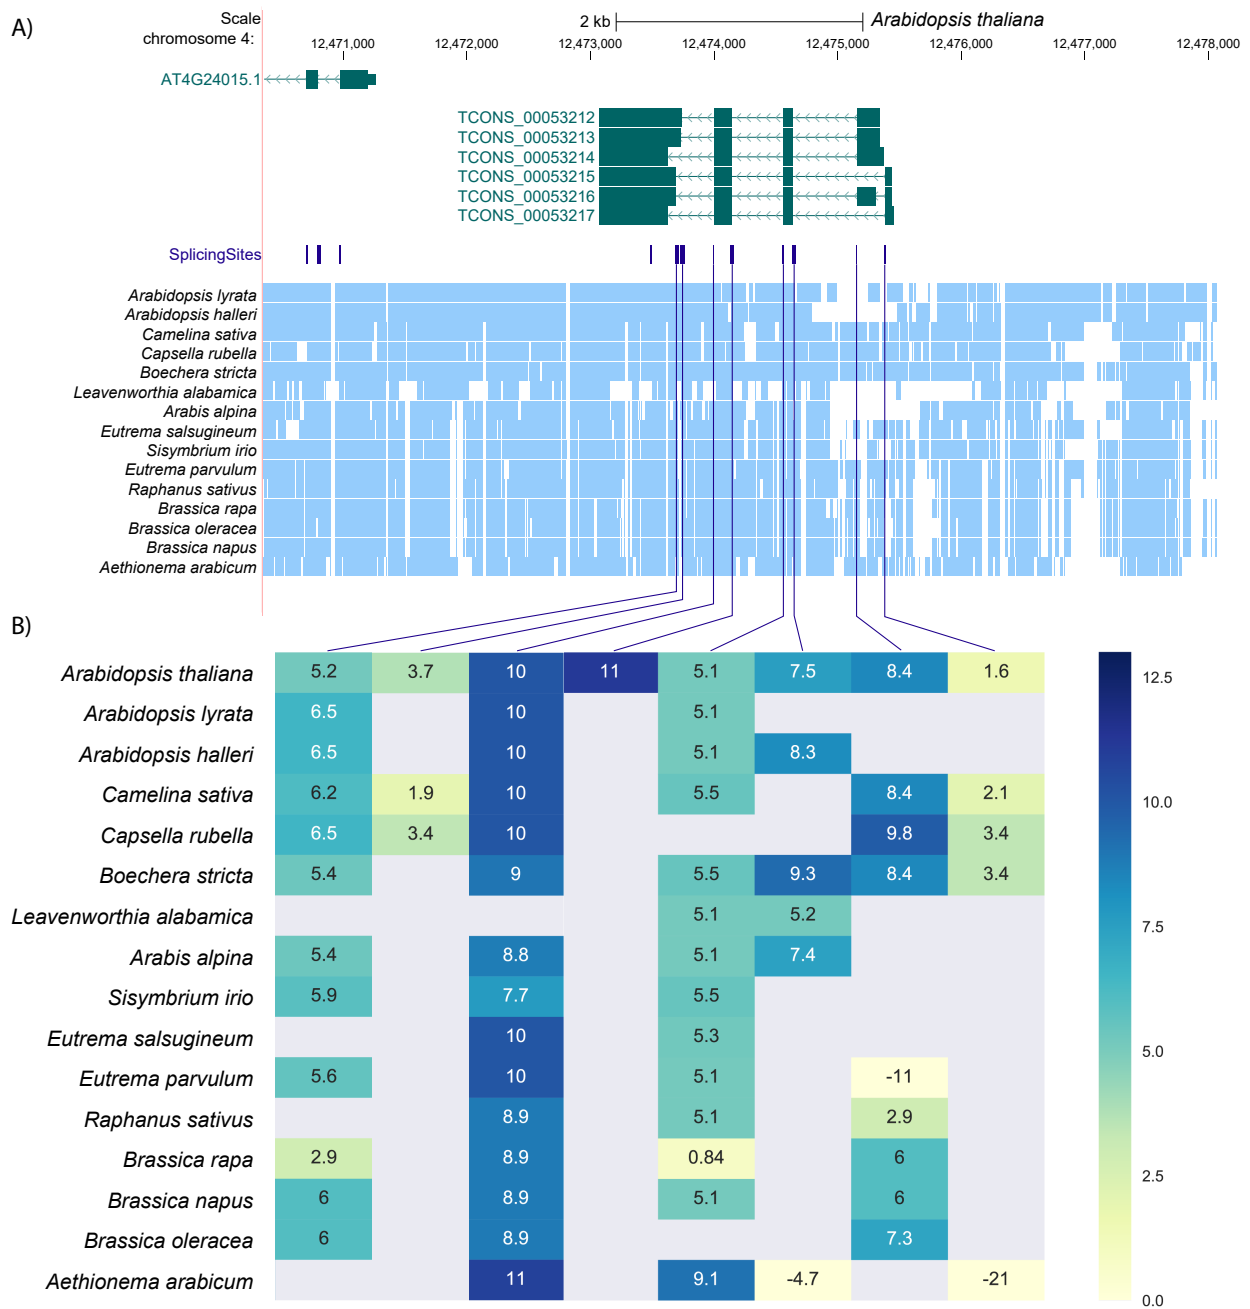 A)
Scale
2 kb
Arabidopsis thaliana
chromosome 4:
12,471,000 12,472,000 12,473,000 12,474,000 12,475,000 12,476,000 12,477,000 12,478,000
AT4G24015.1
TCONS_00053212
TCONS_00053213
TCONS_00053214
TCONS_00053215
TCONS_00053216
TCONS_00053217
SplicingSites
Arabidopsis lyrata
Arabidopsis halleri
Camelina sativa
Capsella rubella
Boechera stricta
Leavenworthia alabamica
Arabis alpina
Eutrema salsugineum
Sisymbrium irio
Eutrema parvulum
Raphanus sativus
Brassica rapa
Brassica oleracea
Brassica napus
Aethionema arabicum
B)
Arabidopsis thaliana 5.2 3.7 10 11 5.1 7.5 8.4 1.6
Arabidopsis lyrata 6.5 10 5.1
Arabidopsis halleri 6.5 10 5.1 8.3
Camelina sativa 6.2 1.9 10 5.5 8.4 2.1
Capsella rubella 6.5 3.4 10 9.8 3.4
Boechera stricta 5.4 9 5.5 9.3 8.4 3.4
Leavenworthia alabamica 5.1 5.2
Arabis alpina 5.4 8.8 5.1 7.4
Sisymbrium irio 5.9 7.7 5.5
Eutrema salsugineum 10 5.3
Eutrema parvulum 5.6 10 5.1 -11
Raphanus sativus 8.9 5.1 2.9
Brassica rapa 2.9 8.9 0.84 6
Brassica napus 6 8.9 5.1 6
Brassica oleracea 6 8.9 7.3
Aethionema arabicum 11 9.1 -4.7 -21
12.5
10.0
7.5
5.0
2.5
0.0